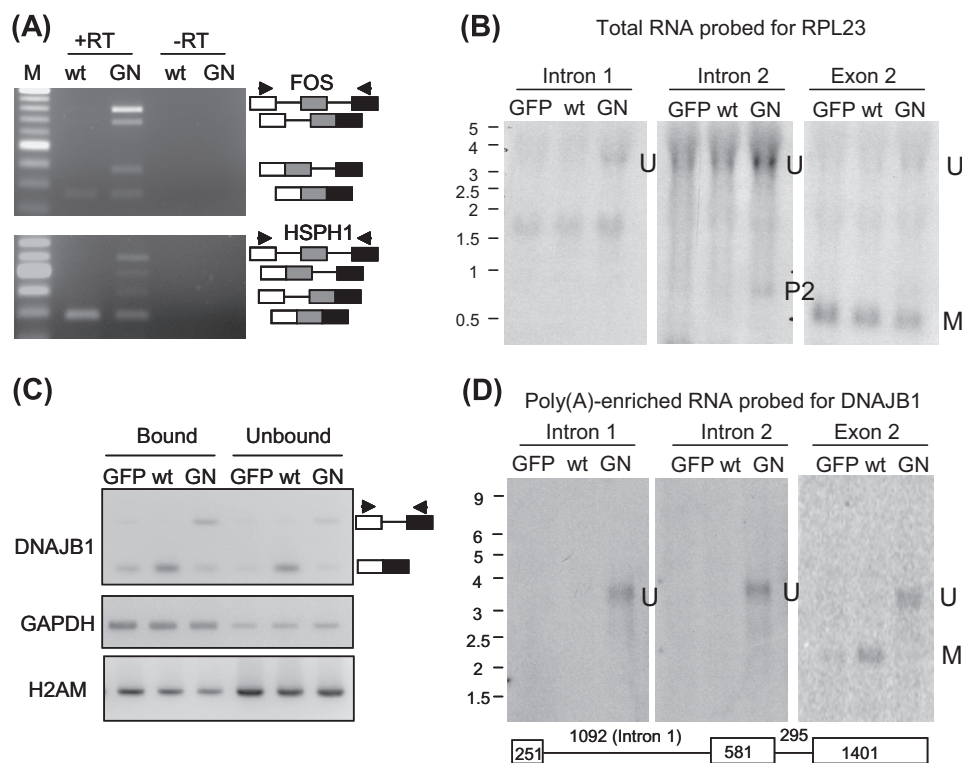 (A)
+RT -RT
M wt GN wt GN
FOS
HSPH1
(B)
Total RNA probed for RPL23
Intron 1 Intron 2 Exon 2
GFP wt GN GFP wt GN GFP wt GN
5
4
3
2.5
2
1.5
1
0.5
U U U
P2
M
(C)
Bound Unbound
GFP wt GN GFP wt GN
DNAJB1
GAPDH
H2AM
(D)
Poly(A)-enriched RNA probed for DNAJB1
Intron 1 Intron 2 Exon 2
GFP wt GN GFP wt GN GFP wt GN
9
6
5
4
3
2.5
2
1.5
U U U
M
1092 (Intron 1) 295
251 581 1401